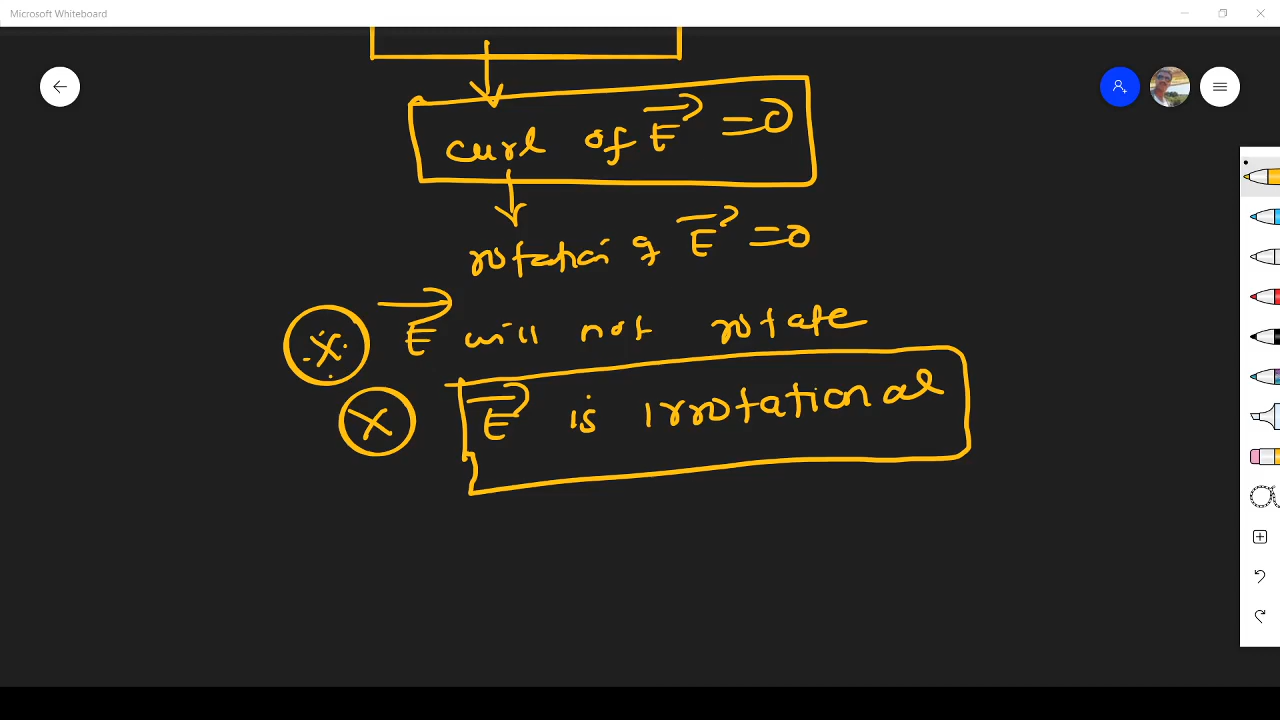 Microsoft Whiteboard
curl of E⃗ = 0
rotation of E⃗ = 0
E⃗ will not rotate
E⃗ is irrotational